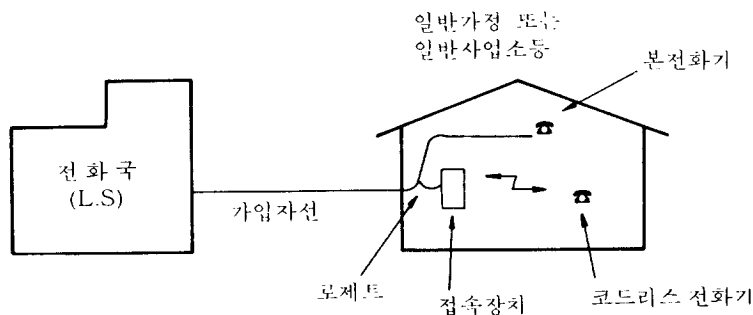 일반가정 또는
일반사업소등
본전화기
전화국
(L.S)
가입자선
로제트
접속장치
코드리스 전화기